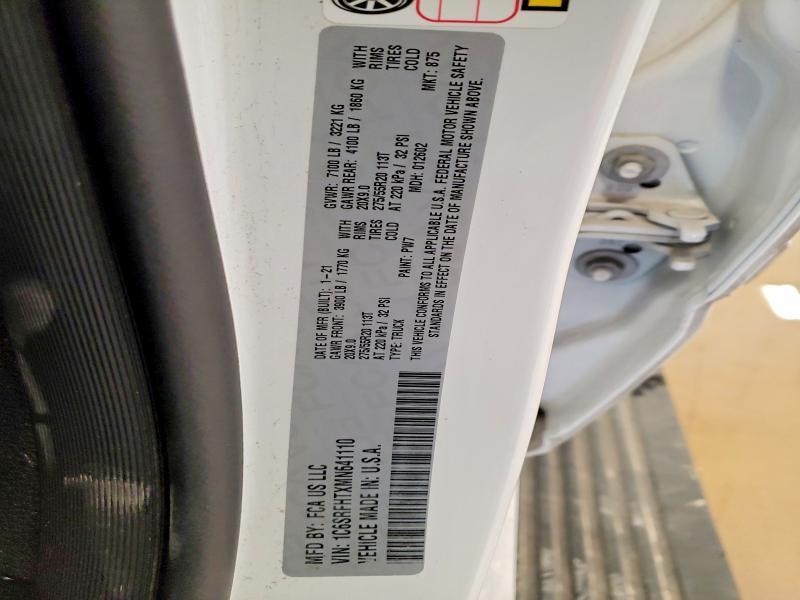 MFD BY: FCA US LLC
DATE OF MFR (BUILT): 1-21
GVWR: 7100 LB / 3221 KG
GAWR FRONT: 3900 LB / 1770 KG WITH
GAWR REAR: 4100 LB / 1860 KG WITH
20X9.0 RIMS
20X9.0 RIMS
275/55R20 113T TIRES
275/55R20 113T TIRES
AT 220 kPa / 32 PSI COLD
AT 220 kPa / 32 PSI COLD
VIN: 1C6SRFHTXMN641110
TYPE: TRUCK
PAINT: PW7
MDH: 012602
MKT: 875
VEHICLE MADE IN: U.S.A.
THIS VEHICLE CONFORMS TO ALL APPLICABLE U.S.A. FEDERAL MOTOR VEHICLE SAFETY
STANDARDS IN EFFECT ON THE DATE OF MANUFACTURE SHOWN ABOVE.